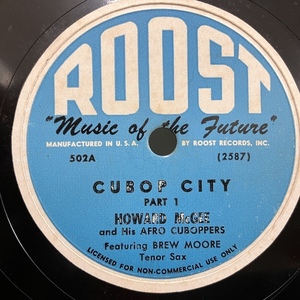 ROOST
"Music of the Future"
MANUFACTURED IN U.S.A. BY ROOST RECORDS, INC.
502A (2587)
CUBOP CITY
PART 1
HOWARD McGEE
and His AFRO CUBOPPERS
Featuring BREW MOORE
Tenor Sax
LICENSED FOR NON-COMMERCIAL USE ONLY